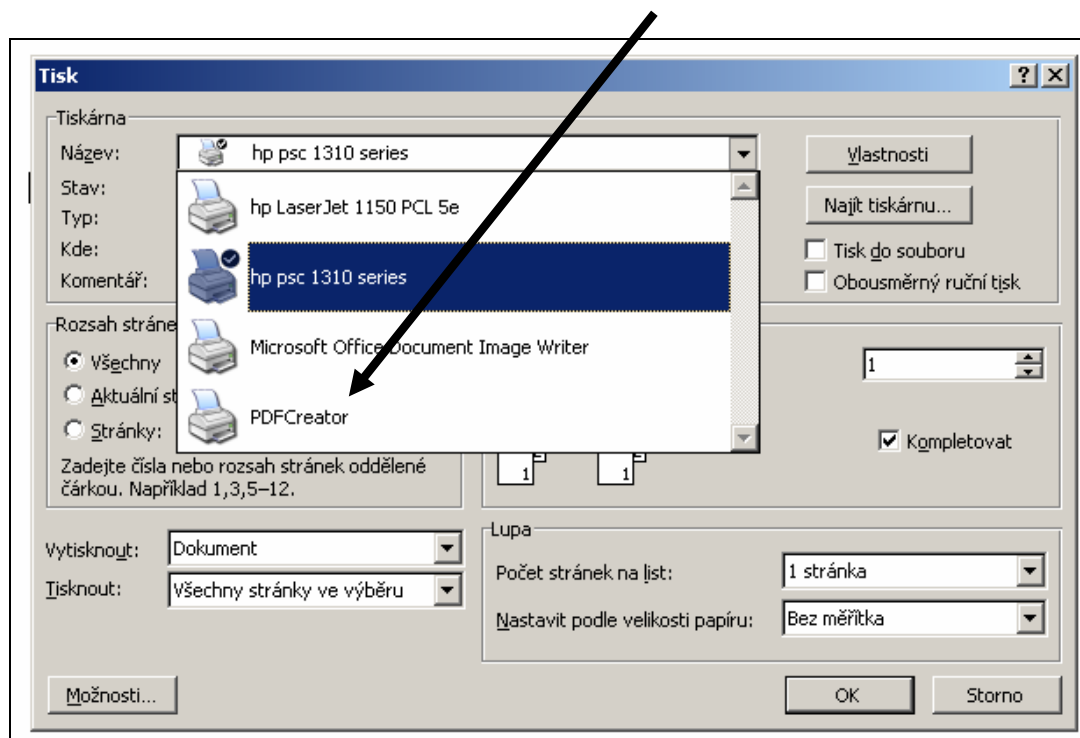 Tisk
Tiskárna
Název: hp psc 1310 series Vlastnosti
Stav:
hp LaserJet 1150 PCL 5e Najít tiskárnu...
Typ:
Kde: Tisk do souboru
hp psc 1310 series
Komentář: Obousměrný ruční tisk
Rozsah stráne
Microsoft Office Document Image Writer
Všechny 1
Aktuální st
PDFCreator
Stránky: Kompletovat
Zadejte čísla nebo rozsah stránek oddělené
čárkou. Například 1,3,5–12.
1 1
Lupa
Vytisknout: Dokument
Počet stránek na list: 1 stránka
Tisknout: Všechny stránky ve výběru
Nastavit podle velikosti papíru: Bez měřítka
Možnosti... OK Storno